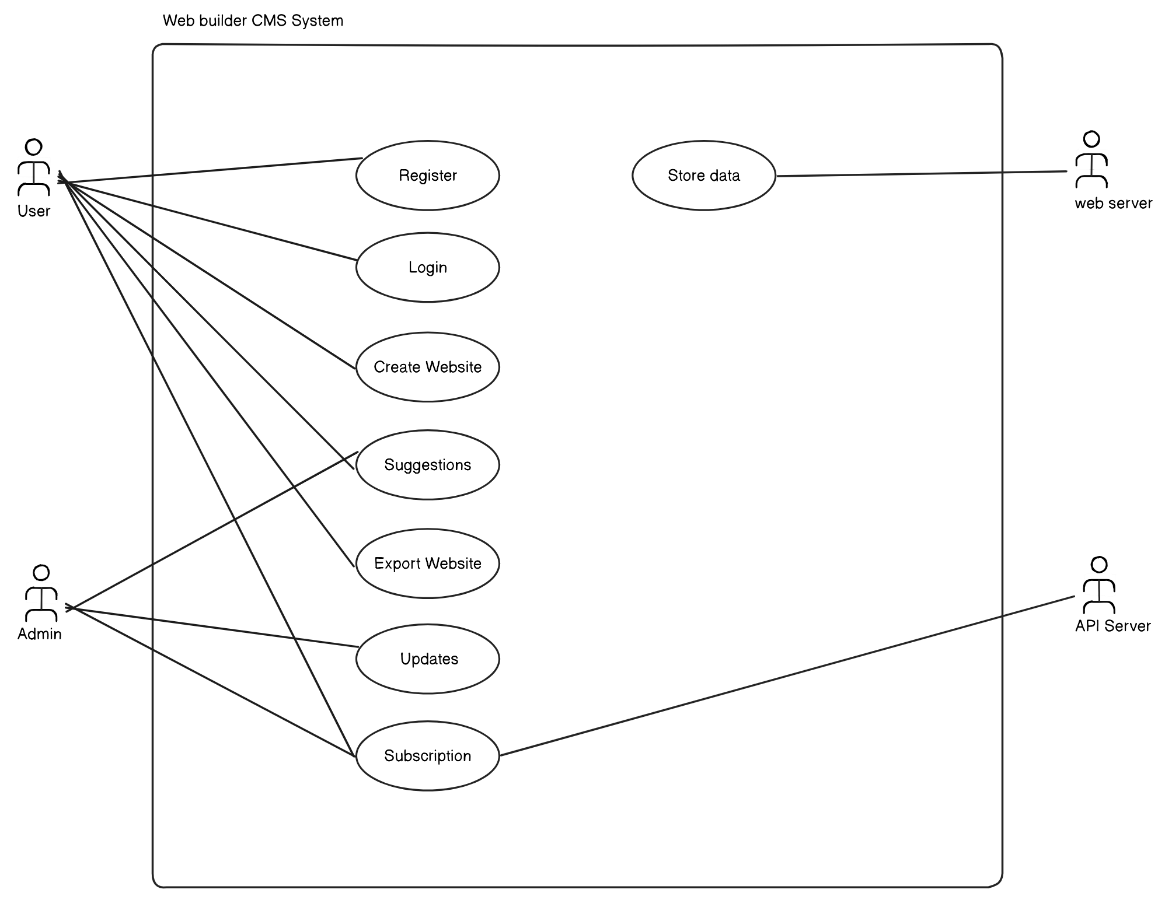 Web builder CMS System
User
Register
Store data
web server
Login
Create Website
Suggestions
Export Website
Admin
API Server
Updates
Subscription